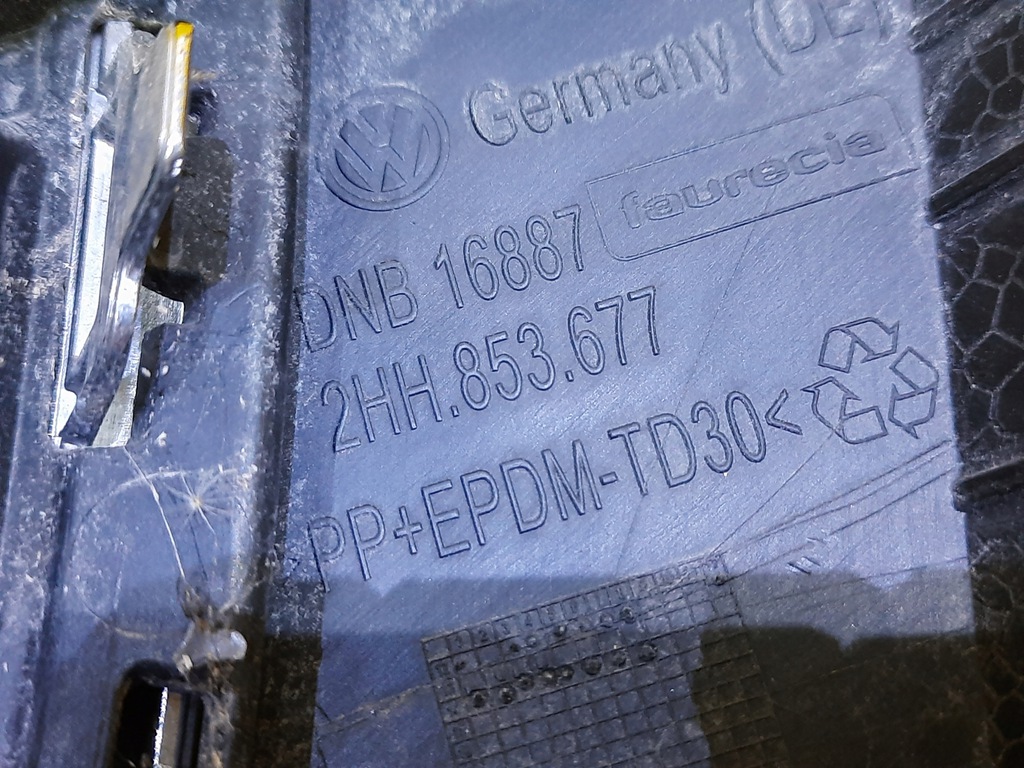 Germany (DE)
faurecia
DNB 16887
2HH.853.677
>PP+EPDM-TD30<